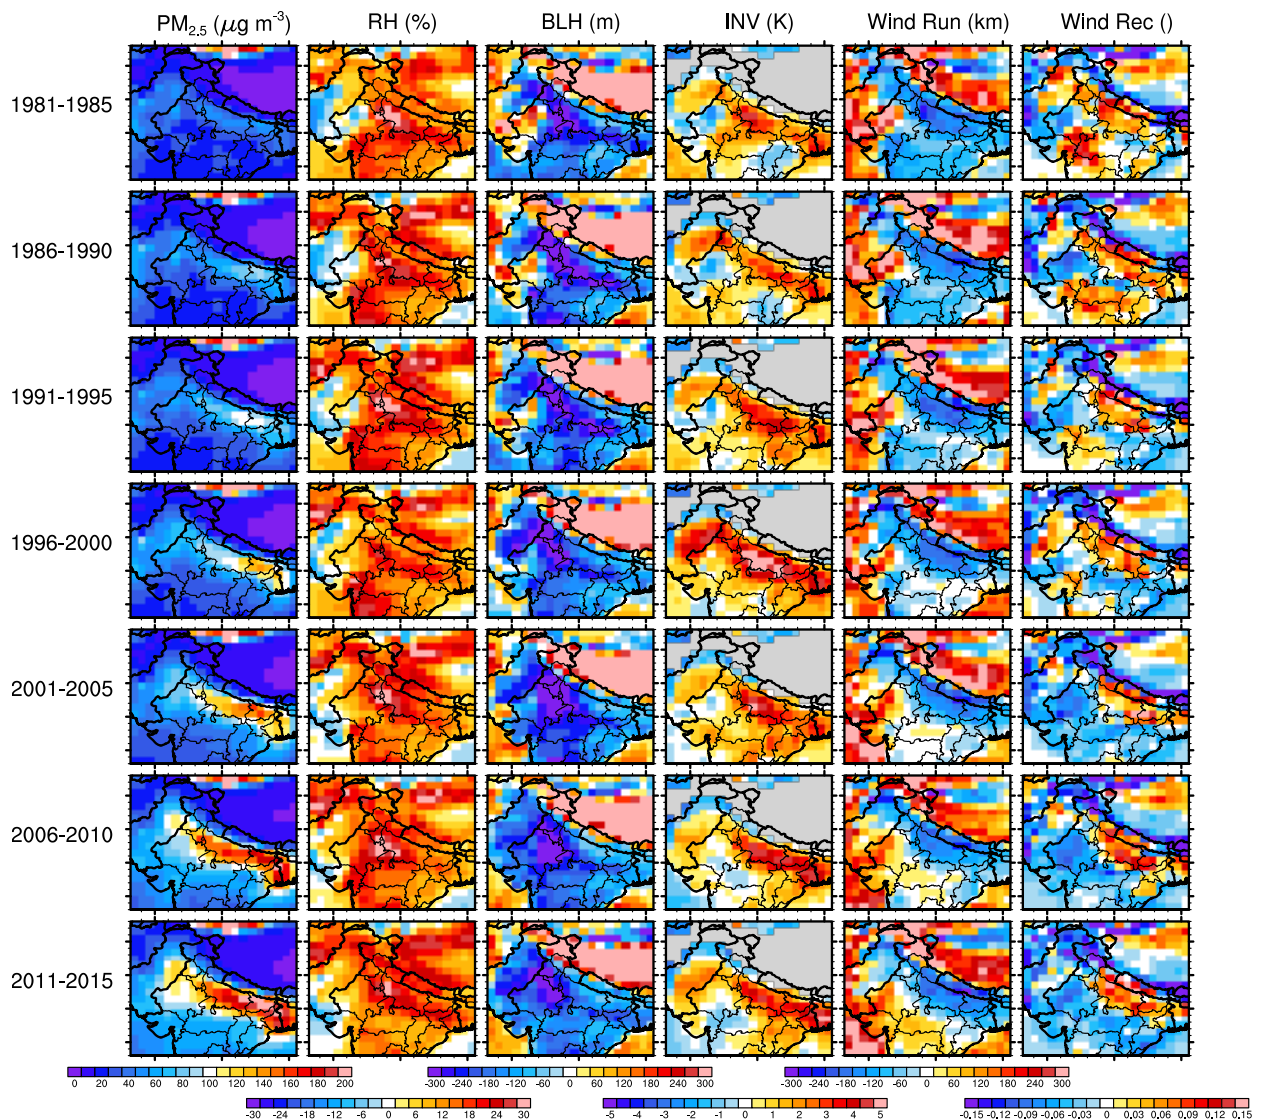 PM2.5 (μg m-3) RH (%) BLH (m) INV (K) Wind Run (km) Wind Rec ()
1981-1985
1986-1990
1991-1995
1996-2000
2001-2005
2006-2010
2011-2015
0 20 40 60 80 100 120 140 160 180 200 -300 -240 -180 -120 -60 0 60 120 180 240 300 -300 -240 -180 -120 -60 0 60 120 180 240 300
-30 -24 -18 -12 -6 0 6 12 18 24 30 -5 -4 -3 -2 -1 0 1 2 3 4 5 -0.15 -0.12 -0.09 -0.06 -0.03 0 0.03 0.06 0.09 0.12 0.15